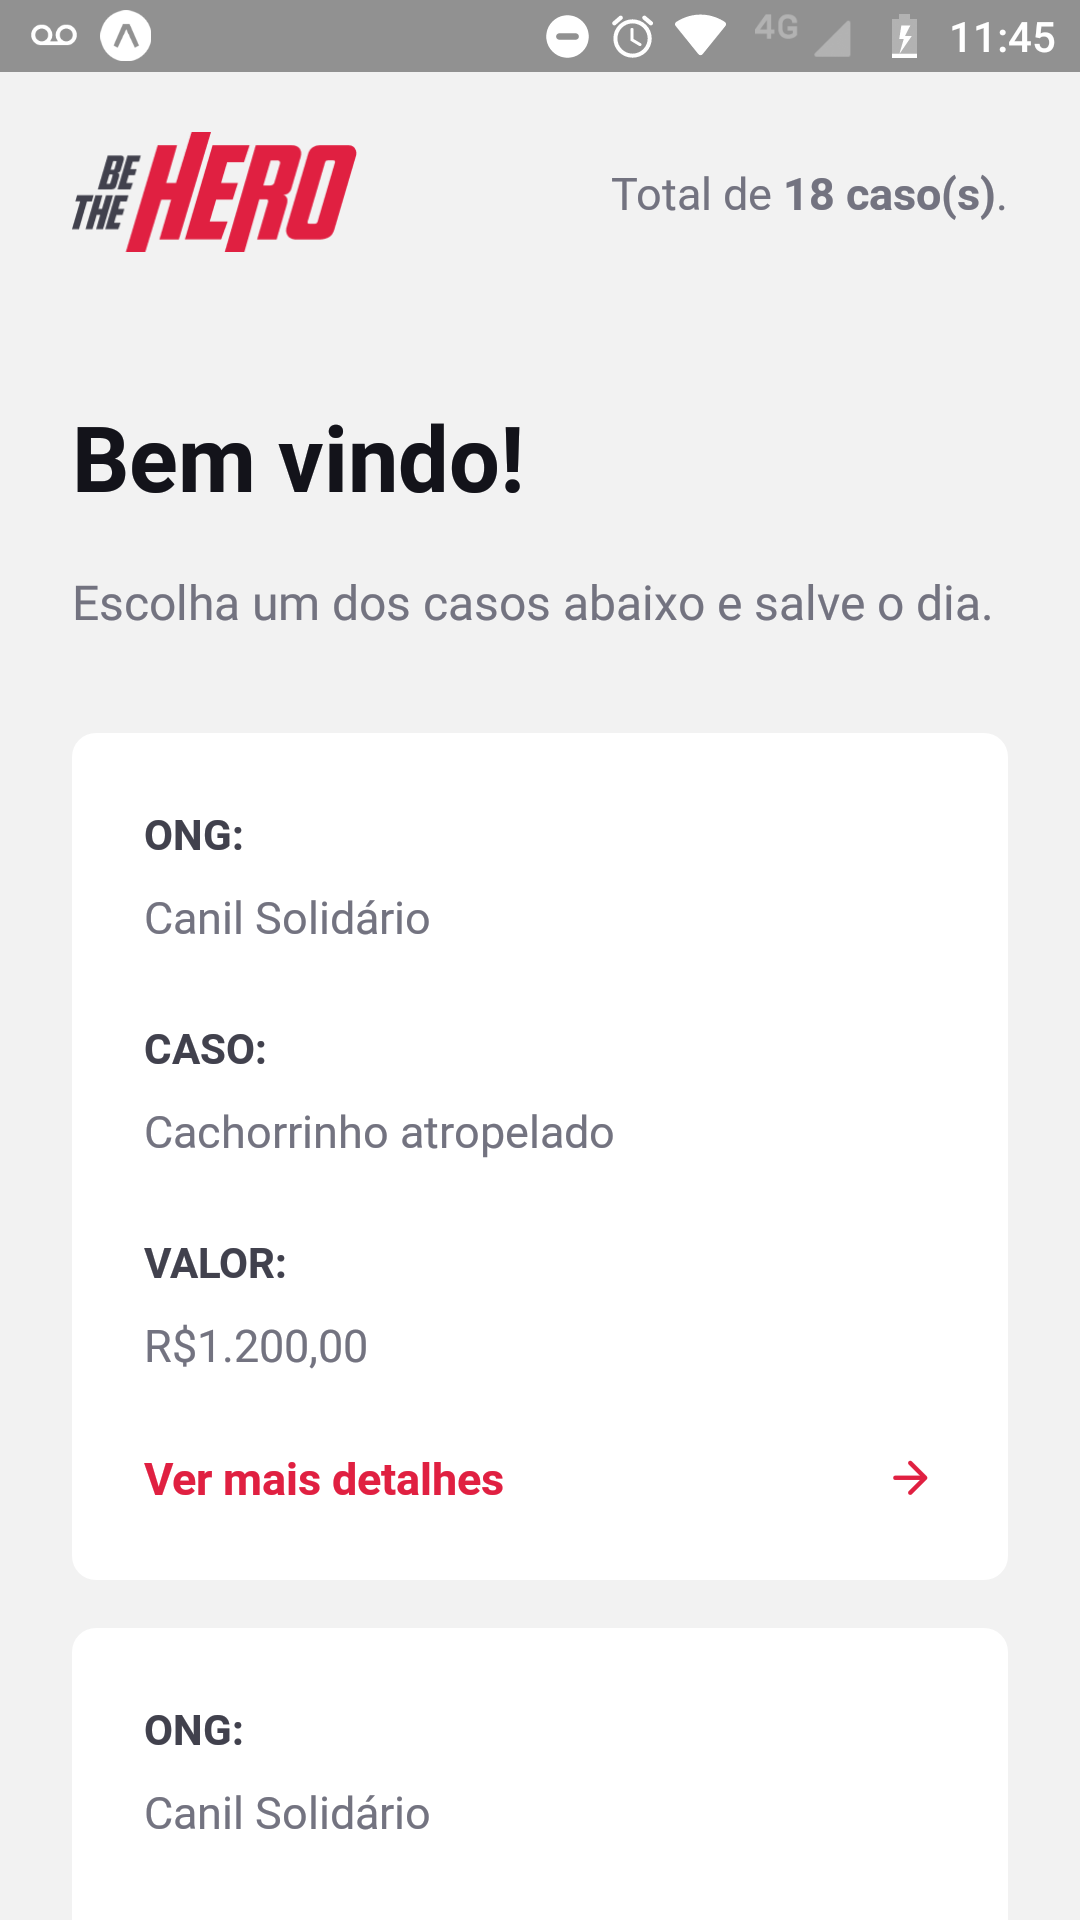 4G 11:45
BE THE HERO
Total de 18 caso(s).
Bem vindo!
Escolha um dos casos abaixo e salve o dia.
ONG:
Canil Solidário
CASO:
Cachorrinho atropelado
VALOR:
R$1.200,00
Ver mais detalhes
ONG:
Canil Solidário